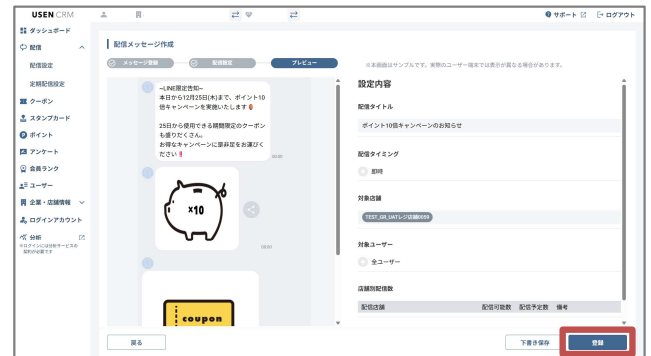 USEN CRM
サポート
ログアウト
ダッシュボード
配信
配信設定
定期配信設定
クーポン
スタンプカード
ポイント
アンケート
会員ランク
ユーザー
企業・店舗情報
ログインアカウント
分析
※ログインには分析サービスの
契約が必要です
配信メッセージ作成
メッセージ登録
配信設定
プレビュー
※本画面はサンプルです。実際のユーザー端末では表示が異なる場合があります。
~LINE限定告知~
本日から12月25日(木)まで、ポイント10
倍キャンペーンを実施いたします
25日から使用できる期間限定のクーポン
も盛りだくさん。
お得なキャンペーンに是非足をお運びく
ださい
00:00
×10
00:00
coupon
設定内容
配信タイトル
ポイント10倍キャンペーンのお知らせ
配信タイミング
即時
対象店舗
TEST_GR_UATレジ店舗0059
対象ユーザー
全ユーザー
店舗別配信数
配信店舗 配信可能数 配信予定数 備考
戻る
下書き保存
登録